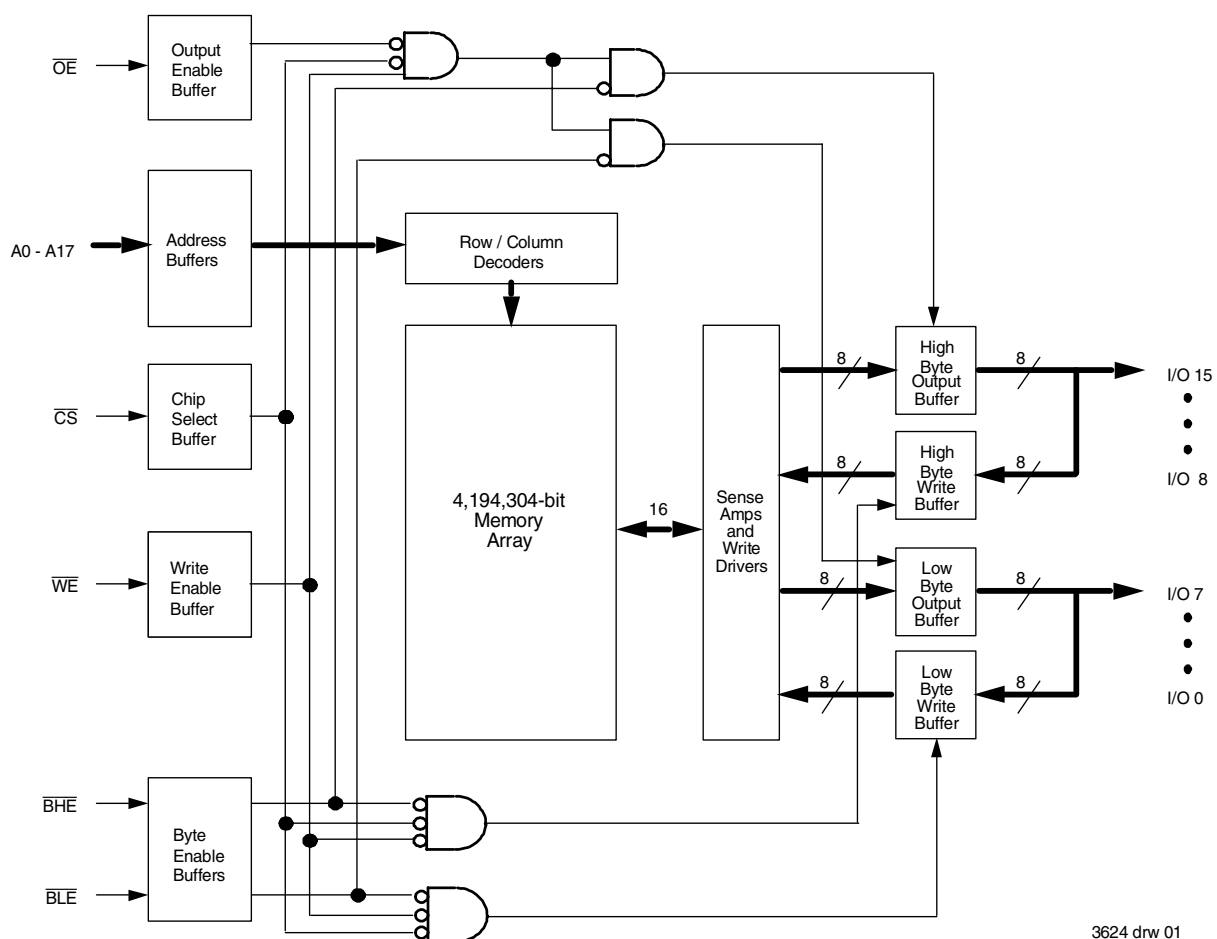 OE
Output
Enable
Buffer
A0 - A17
Address
Buffers
Row / Column
Decoders
CS
Chip
Select
Buffer
WE
Write
Enable
Buffer
4,194,304-bit
Memory
Array
16
Sense
Amps
and
Write
Drivers
8
High
Byte
Output
Buffer
8
I/O 15
8
High
Byte
Write
Buffer
8
I/O 8
8
Low
Byte
Output
Buffer
8
I/O 7
8
Low
Byte
Write
Buffer
8
I/O 0
BHE
Byte
Enable
Buffers
BLE
3624 drw 01